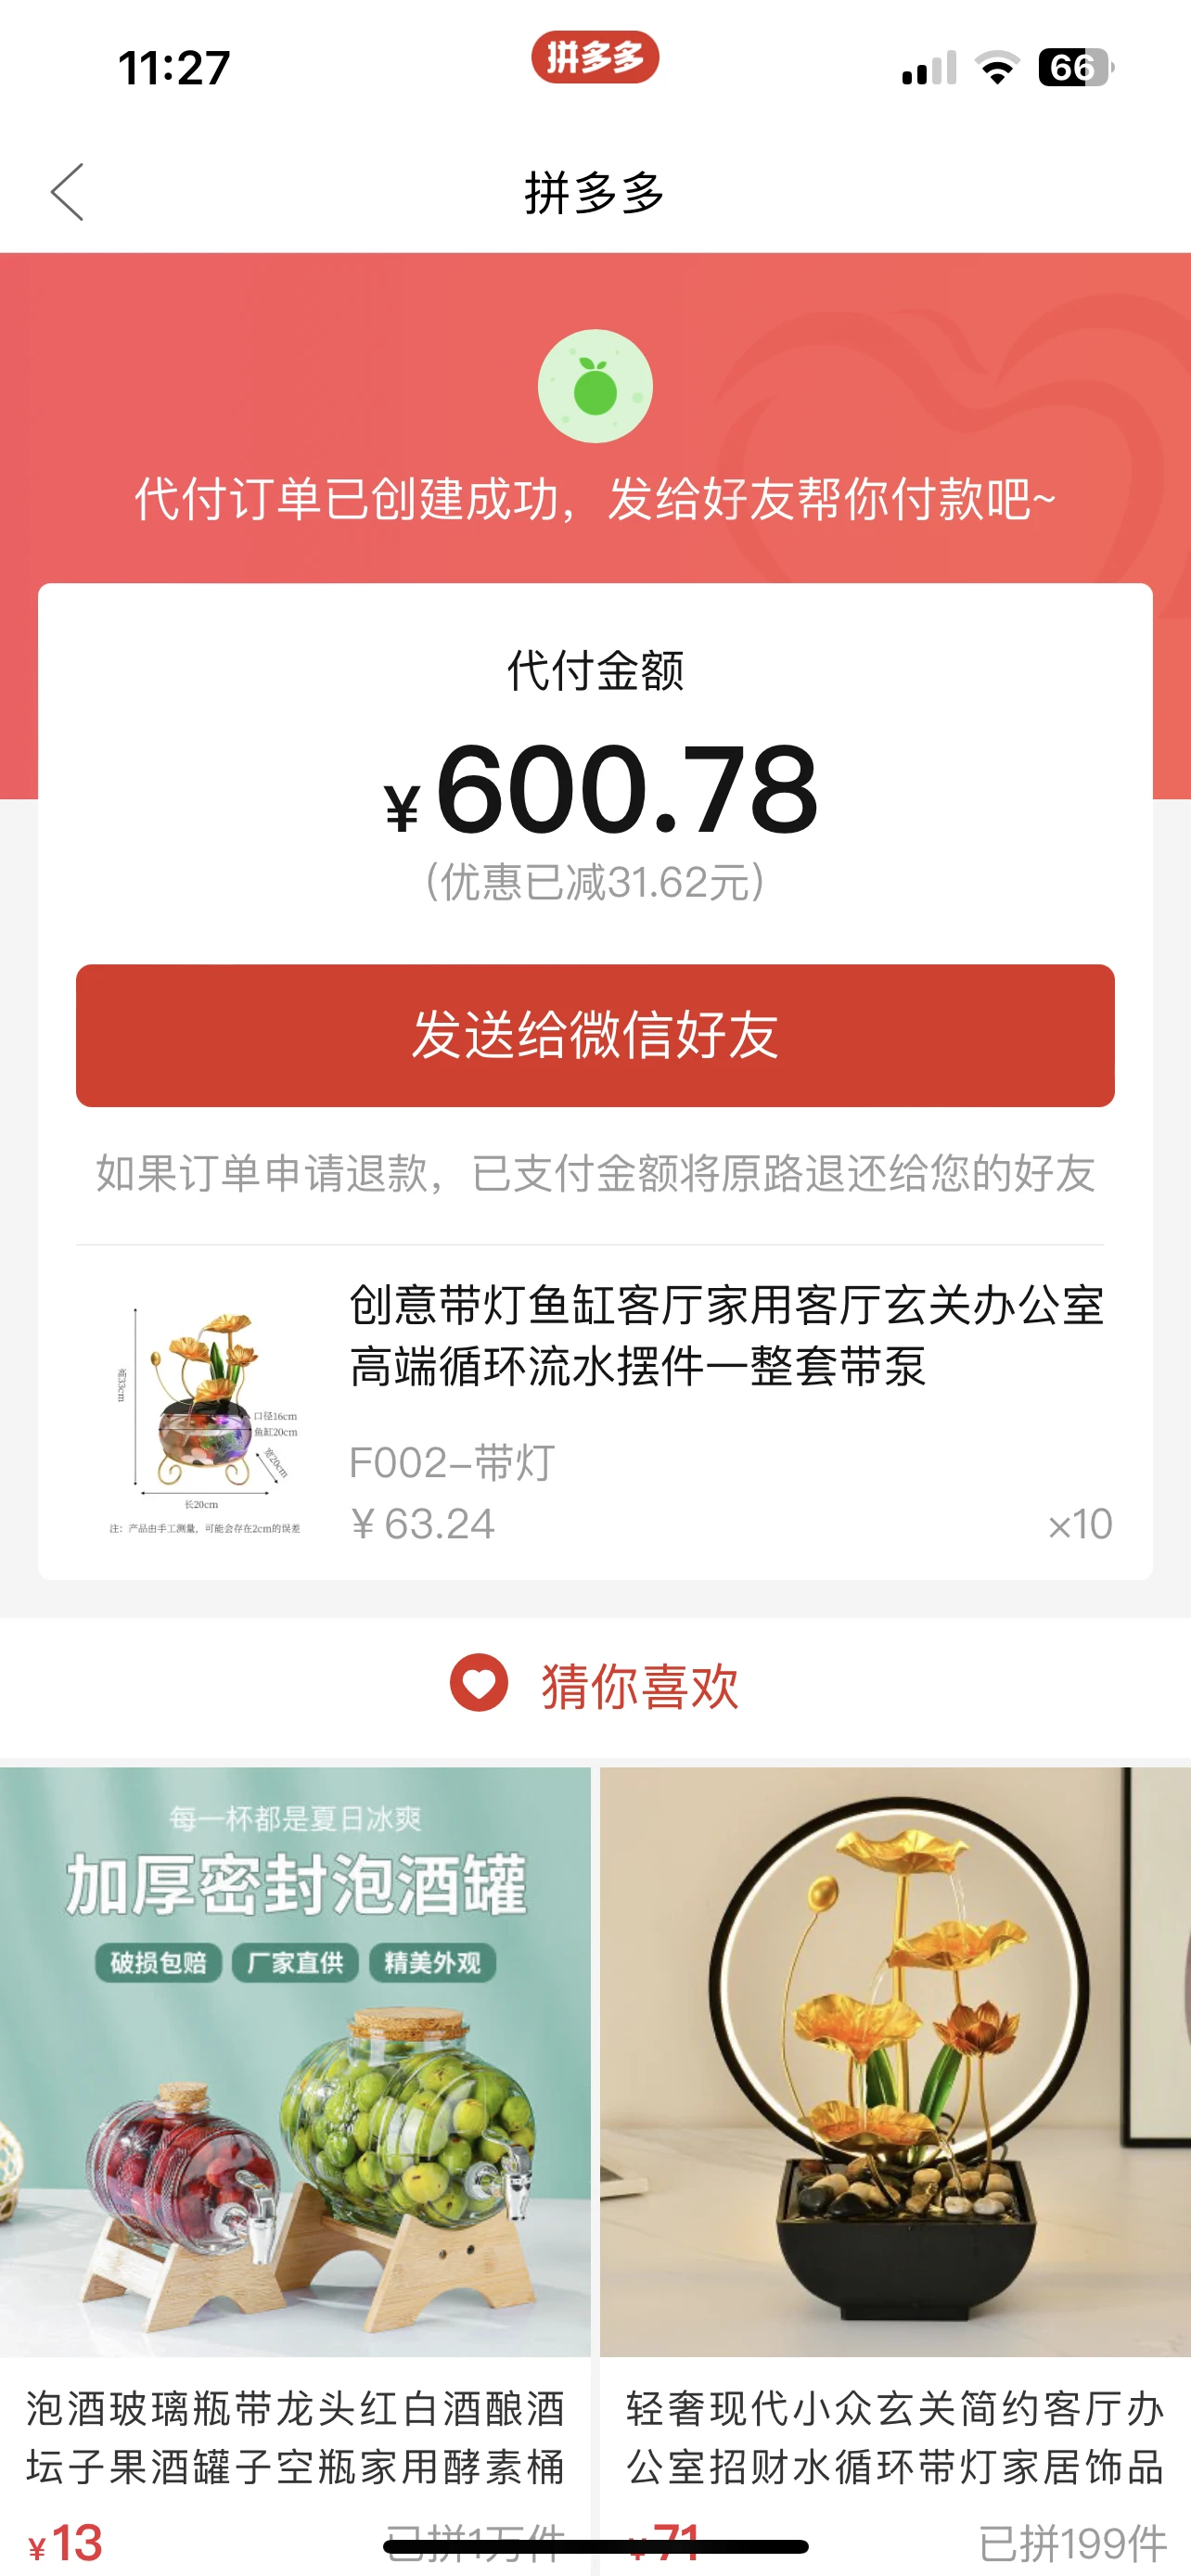 11:27
拼多多
66
拼多多
代付订单已创建成功，发给好友帮你付款吧~
代付金额
¥600.78
(优惠已减31.62元)
发送给微信好友
如果订单申请退款，已支付金额将原路退还给您的好友
创意带灯鱼缸客厅家用客厅玄关办公室
高端循环流水摆件一整套带泵
高33cm
口径16cm
鱼缸20cm
宽20cm
长20cm
注：产品由手工测量，可能会存在2cm的误差
F002-带灯
¥63.24
×10
猜你喜欢
每一杯都是夏日冰爽
加厚密封泡酒罐
破损包赔 厂家直供 精美外观
泡酒玻璃瓶带龙头红白酒酿酒
坛子果酒罐子空瓶家用酵素桶
¥13 已拼1万件
轻奢现代小众玄关简约客厅办
公室招财水循环带灯家居饰品
¥71 已拼199件